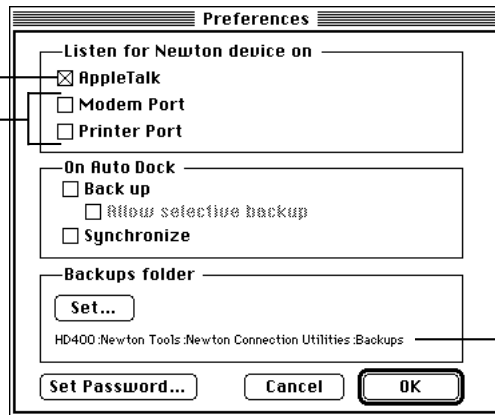 Preferences
Listen for Newton device on
AppleTalk
Modem Port
Printer Port
On Auto Dock
Back up
Allow selective backup
Synchronize
Backups folder
Set...
HD400:Newton Tools:Newton Connection Utilities:Backups
Set Password...
Cancel
OK